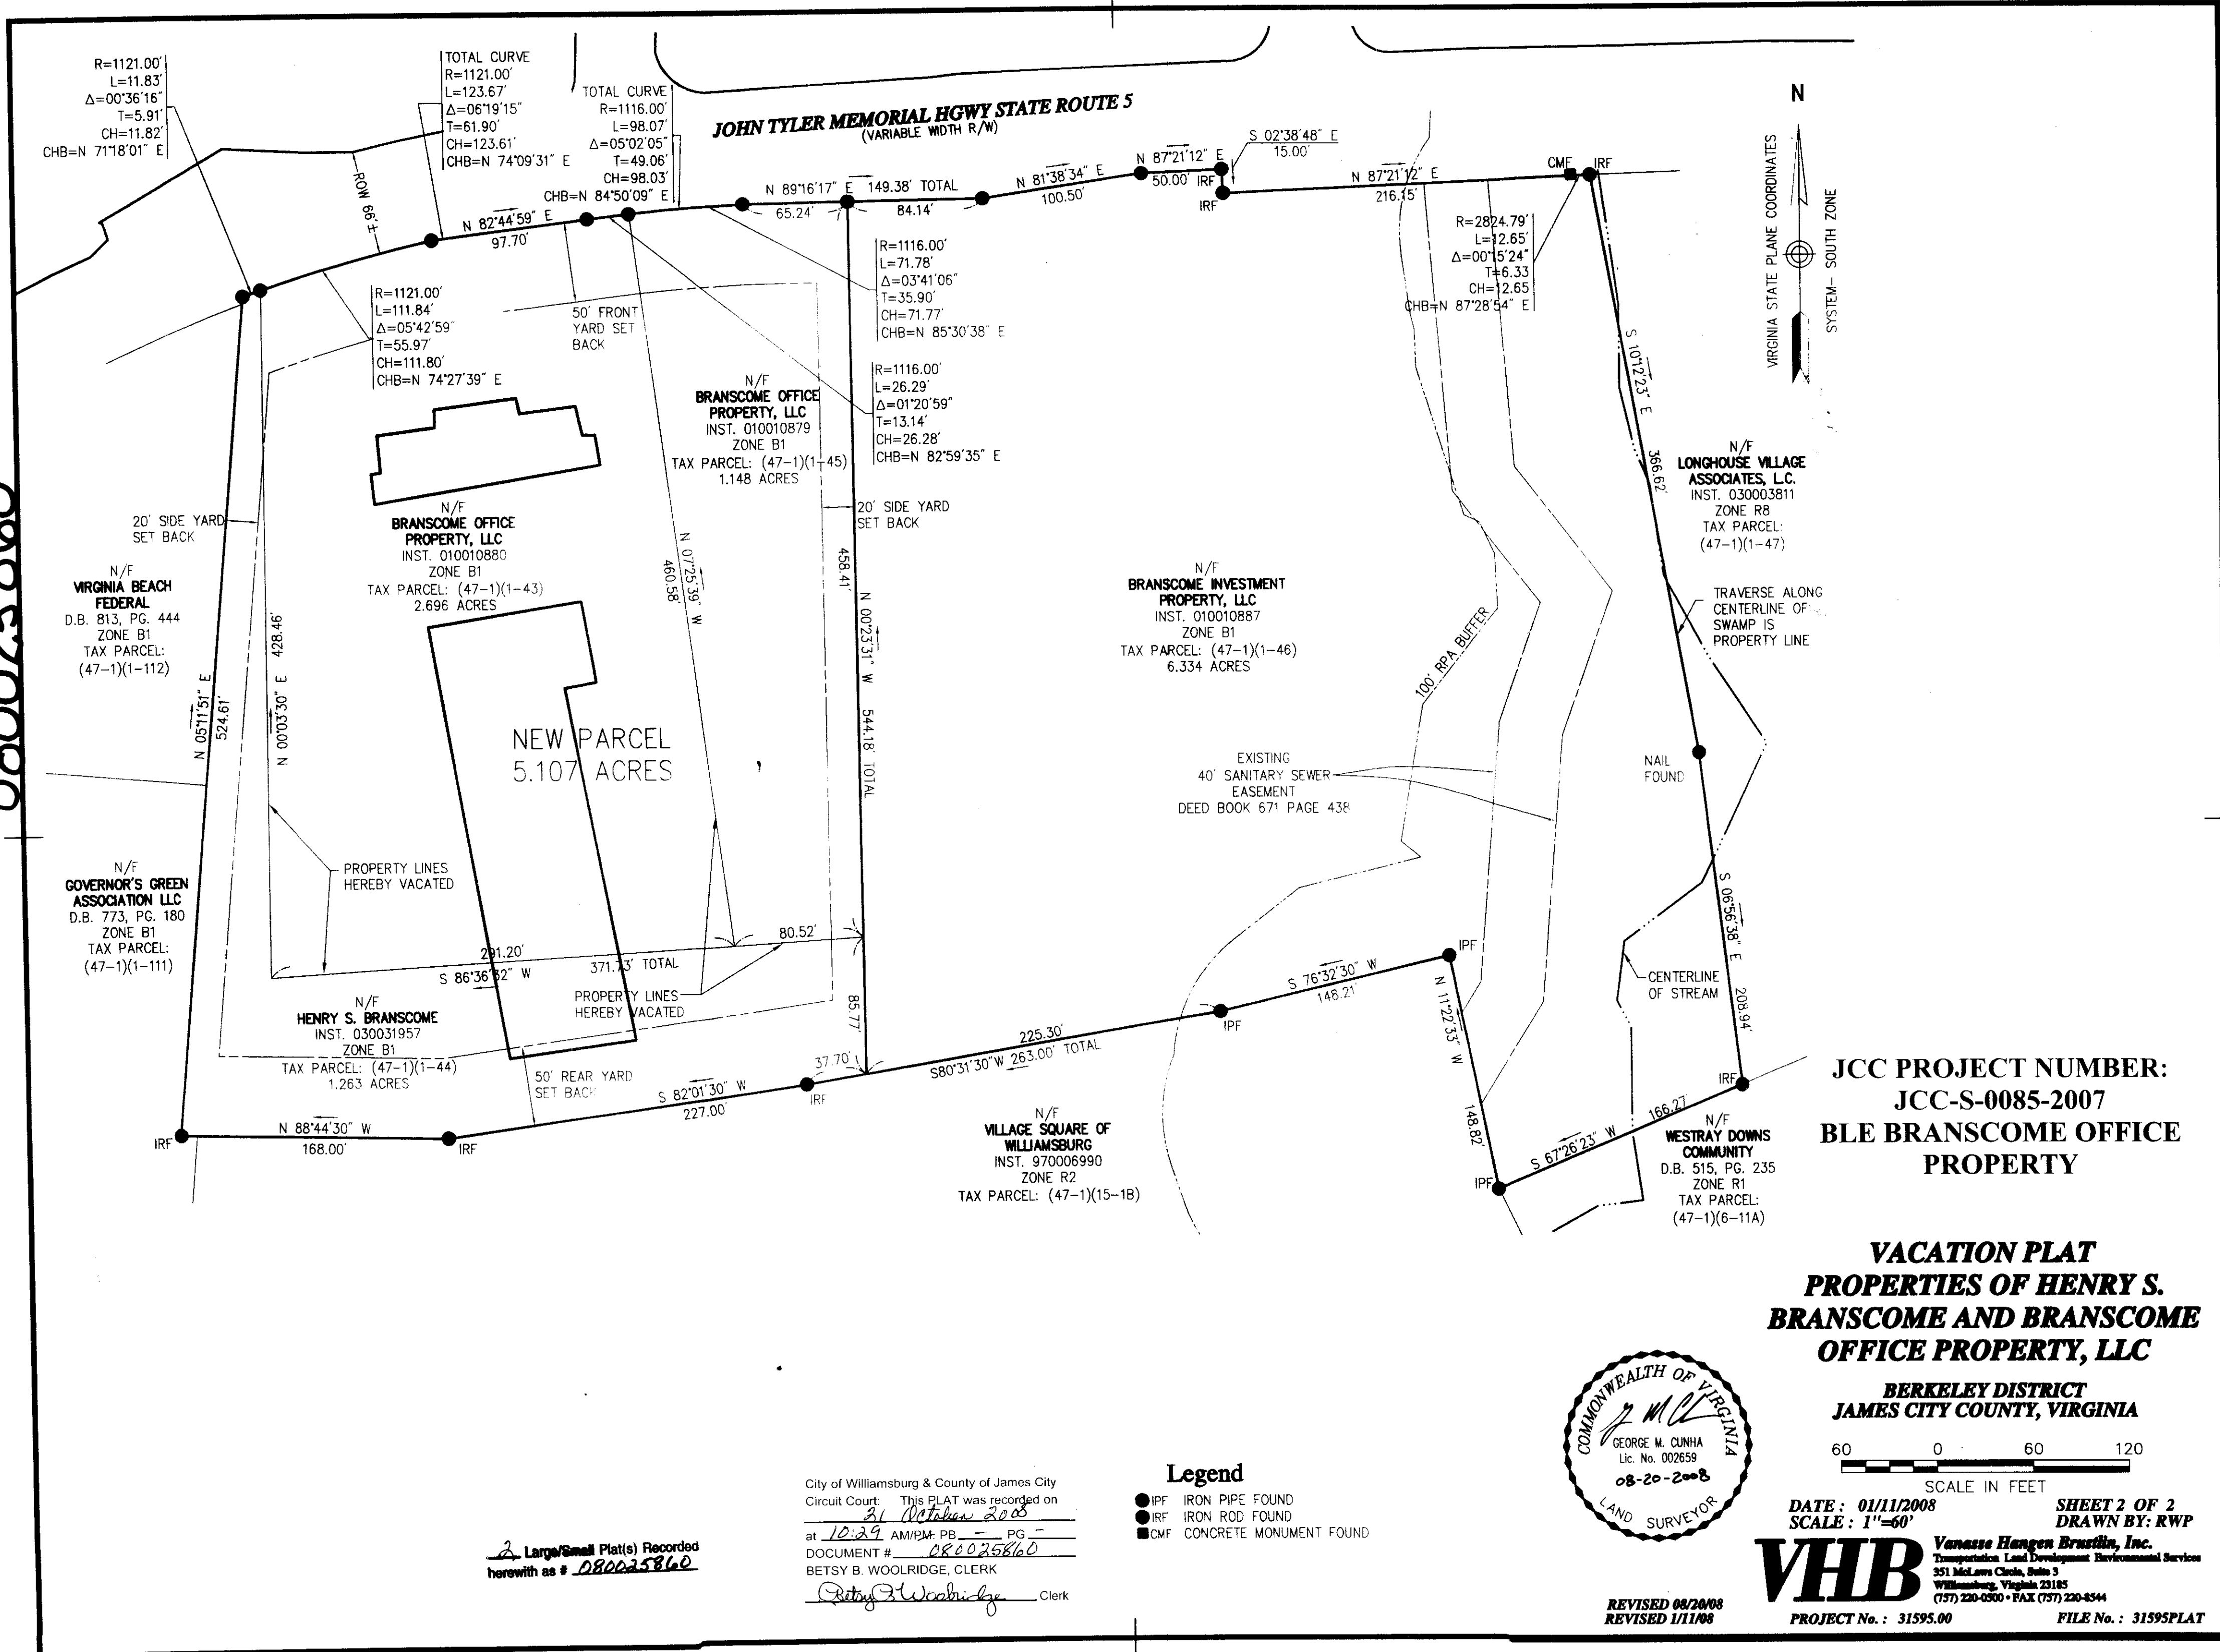 R=1121.00'
L=11.83'
Δ=00°36'16"
T=5.91'
CH=11.82'
CHB=N 71°18'01" E
TOTAL CURVE
R=1121.00'
L=123.67'
Δ=06°19'15"
T=61.90'
CH=123.61'
CHB=N 74°09'31" E
TOTAL CURVE
R=1116.00'
L=98.07'
Δ=05°02'05"
T=49.06'
CH=98.03'
CHB=N 84°50'09" E
JOHN TYLER MEMORIAL HGWY STATE ROUTE 5
(VARIABLE WIDTH R/W)
ROW 66'±
N 82°44'59" E
97.70'
N 89°16'17" E 149.38' TOTAL
65.24'
84.14'
N 81°38'34" E
100.50'
N 87°21'12" E
50.00'
IRF
IRF
S 02°38'48" E
15.00'
N 87°21'12" E
216.15'
CMF
IRF
N
VIRGINIA STATE PLANE COORDINATES
SYSTEM- SOUTH ZONE
R=1121.00'
L=111.84'
Δ=05°42'59"
T=55.97'
CH=111.80'
CHB=N 74°27'39" E
50' FRONT
YARD SET
BACK
R=1116.00'
L=71.78'
Δ=03°41'06"
T=35.90'
CH=71.77'
CHB=N 85°30'38" E
R=1116.00'
L=26.29'
Δ=01°20'59"
T=13.14'
CH=26.28'
CHB=N 82°59'35" E
R=2824.79'
L=12.65'
Δ=00°15'24"
T=6.33
CH=12.65
CHB=N 87°28'54" E
S 10°12'23" E
366.62'
N/F
BRANSCOME OFFICE
PROPERTY, LLC
INST. 010010879
ZONE B1
TAX PARCEL: (47-1)(1-45)
1.148 ACRES
N/F
BRANSCOME OFFICE
PROPERTY, LLC
INST. 010010880
ZONE B1
TAX PARCEL: (47-1)(1-43)
2.696 ACRES
20' SIDE YARD
SET BACK
20' SIDE YARD
SET BACK
N/F
VIRGINIA BEACH
FEDERAL
D.B. 813, PG. 444
ZONE B1
TAX PARCEL:
(47-1)(1-112)
N 05°11'51" E
524.61'
N 00°03'30" E 428.46'
N 07°25'39" W
460.58'
458.41'
N 00°23'31" W 544.18' TOTAL
NEW PARCEL
5.107 ACRES
N/F
BRANSCOME INVESTMENT
PROPERTY, LLC
INST. 010010887
ZONE B1
TAX PARCEL: (47-1)(1-46)
6.334 ACRES
100' RPA BUFFER
N/F
LONGHOUSE VILLAGE
ASSOCIATES, L.C.
INST. 030003811
ZONE R8
TAX PARCEL:
(47-1)(1-47)
TRAVERSE ALONG
CENTERLINE OF
SWAMP IS
PROPERTY LINE
NAIL
FOUND
EXISTING
40' SANITARY SEWER
EASEMENT
DEED BOOK 671 PAGE 438
N/F
GOVERNOR'S GREEN
ASSOCIATION LLC
D.B. 773, PG. 180
ZONE B1
TAX PARCEL:
(47-1)(1-111)
PROPERTY LINES
HEREBY VACATED
291.20'
80.52'
S 86°36'32" W
371.73' TOTAL
PROPERTY LINES
HEREBY VACATED
85.77'
N/F
HENRY S. BRANSCOME
INST. 030031957
ZONE B1
TAX PARCEL: (47-1)(1-44)
1.263 ACRES
50' REAR YARD
SET BACK
IRF
N 88°44'30" W
168.00'
IRF
S 82°01'30" W
227.00'
37.70'
IRF
225.30'
S80°31'30"W 263.00' TOTAL
IPF
S 76°32'30" W
148.21'
IPF
N 11°22'33" W
148.82'
IPF
S 67°26'23" W
166.27'
IRF
S 06°56'38" E
208.94'
CENTERLINE
OF STREAM
N/F
VILLAGE SQUARE OF
WILLIAMSBURG
INST. 970006990
ZONE R2
TAX PARCEL: (47-1)(15-1B)
N/F
WESTRAY DOWNS
COMMUNITY
D.B. 515, PG. 235
ZONE R1
TAX PARCEL:
(47-1)(6-11A)
JCC PROJECT NUMBER:
JCC-S-0085-2007
BLE BRANSCOME OFFICE
PROPERTY
VACATION PLAT
PROPERTIES OF HENRY S.
BRANSCOME AND BRANSCOME
OFFICE PROPERTY, LLC
BERKELEY DISTRICT
JAMES CITY COUNTY, VIRGINIA
60 0 60 120
SCALE IN FEET
DATE : 01/11/2008 SHEET 2 OF 2
SCALE : 1"=60' DRAWN BY: RWP
VHB
Vanasse Hangen Brustlin, Inc.
Transportation Land Development Environmental Services
351 McLaws Circle, Suite 3
Williamsburg, Virginia 23185
(757) 220-0500 • FAX (757) 220-8544
REVISED 08/20/08
REVISED 1/11/08
PROJECT No. : 31595.00 FILE No. : 31595PLAT
COMMONWEALTH OF VIRGINIA
GEORGE M. CUNHA
Lic. No. 002659
08-20-2008
LAND SURVEYOR
Legend
IPF IRON PIPE FOUND
IRF IRON ROD FOUND
CMF CONCRETE MONUMENT FOUND
City of Williamsburg & County of James City
Circuit Court: This PLAT was recorded on
21 October 2008
at 10:29 AM/PM. PB — PG —
DOCUMENT # 080025860
BETSY B. WOOLRIDGE, CLERK
Betsy B Woolridge Clerk
2 Large/Small Plat(s) Recorded
herewith as # 080025860